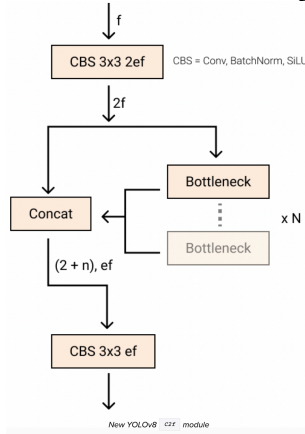 f
CBS 3x3 2ef
CBS = Conv, BatchNorm, SiLU
2f
Bottleneck
Concat
x N
Bottleneck
(2 + n), ef
CBS 3x3 ef
New YOLOv8 C2f module